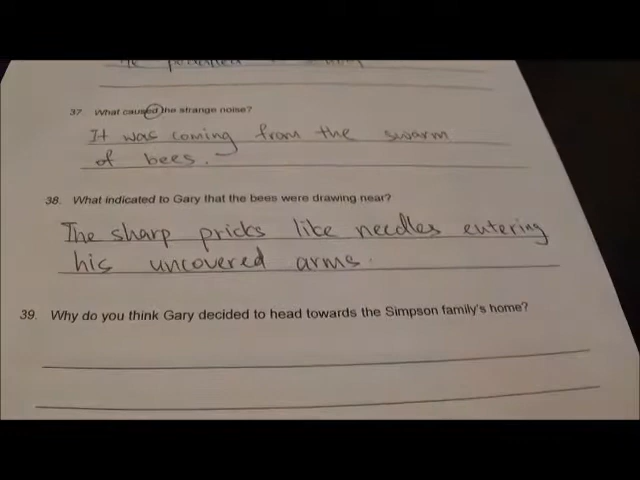 37. What caused the strange noise?
It was coming from the swarm
of bees.
38. What indicated to Gary that the bees were drawing near?
The sharp pricks like needles entering
his uncovered arms.
39. Why do you think Gary decided to head towards the Simpson family's home?